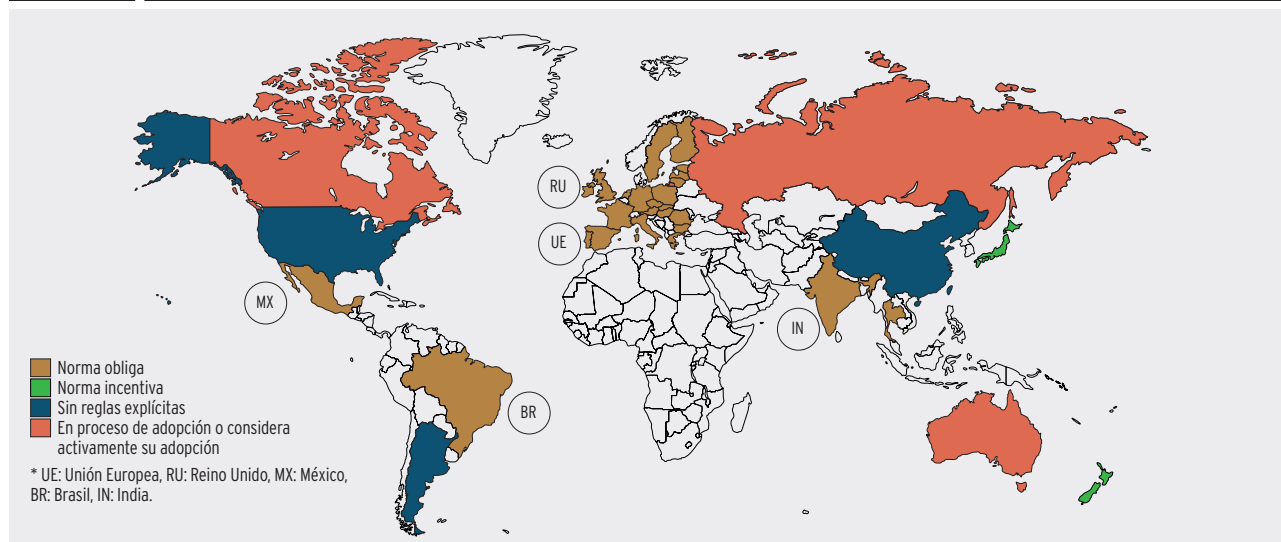 RU
UE
MX
IN
BR
Norma obliga
Norma incentiva
Sin reglas explícitas
En proceso de adopción o considera
activamente su adopción
* UE: Unión Europea, RU: Reino Unido, MX: México,
BR: Brasil, IN: India.